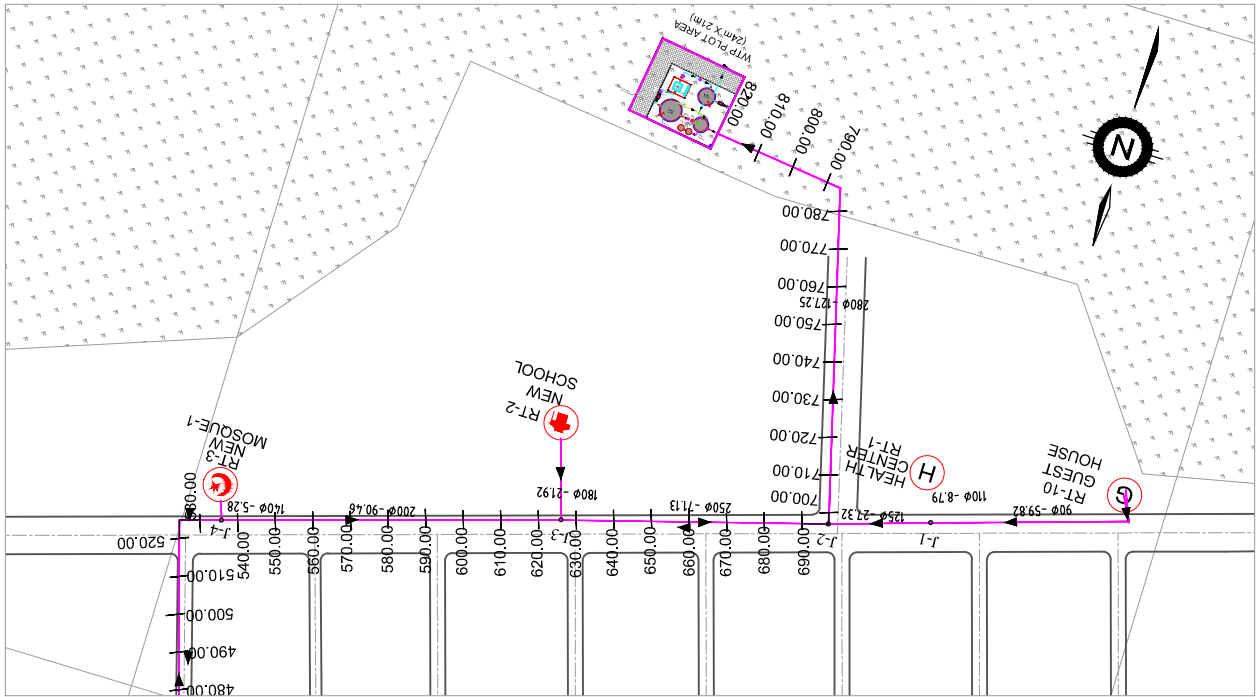 WTP PLOT AREA
(24m X 21m)
820.00
810.00
800.00
790.00
N
780.00
770.00
760.00
280Φ -127.25
750.00
740.00
730.00
720.00
710.00
700.00
NEW
SCHOOL
RT-2
RT-3
NEW
MOSQUE-1
RT-1
HEALTH
CENTER
H
RT-10
GUEST
HOUSE
G
140Φ -5.28
200Φ -90.46
180Φ -21.92
250Φ -71.13
125Φ -27.32
110Φ -8.79
90Φ -59.82
J-4
J-3
J-2
J-1
530.00
520.00
510.00
500.00
490.00
480.00
540.00
550.00
560.00
570.00
580.00
590.00
600.00
610.00
620.00
630.00
640.00
650.00
660.00
670.00
680.00
690.00